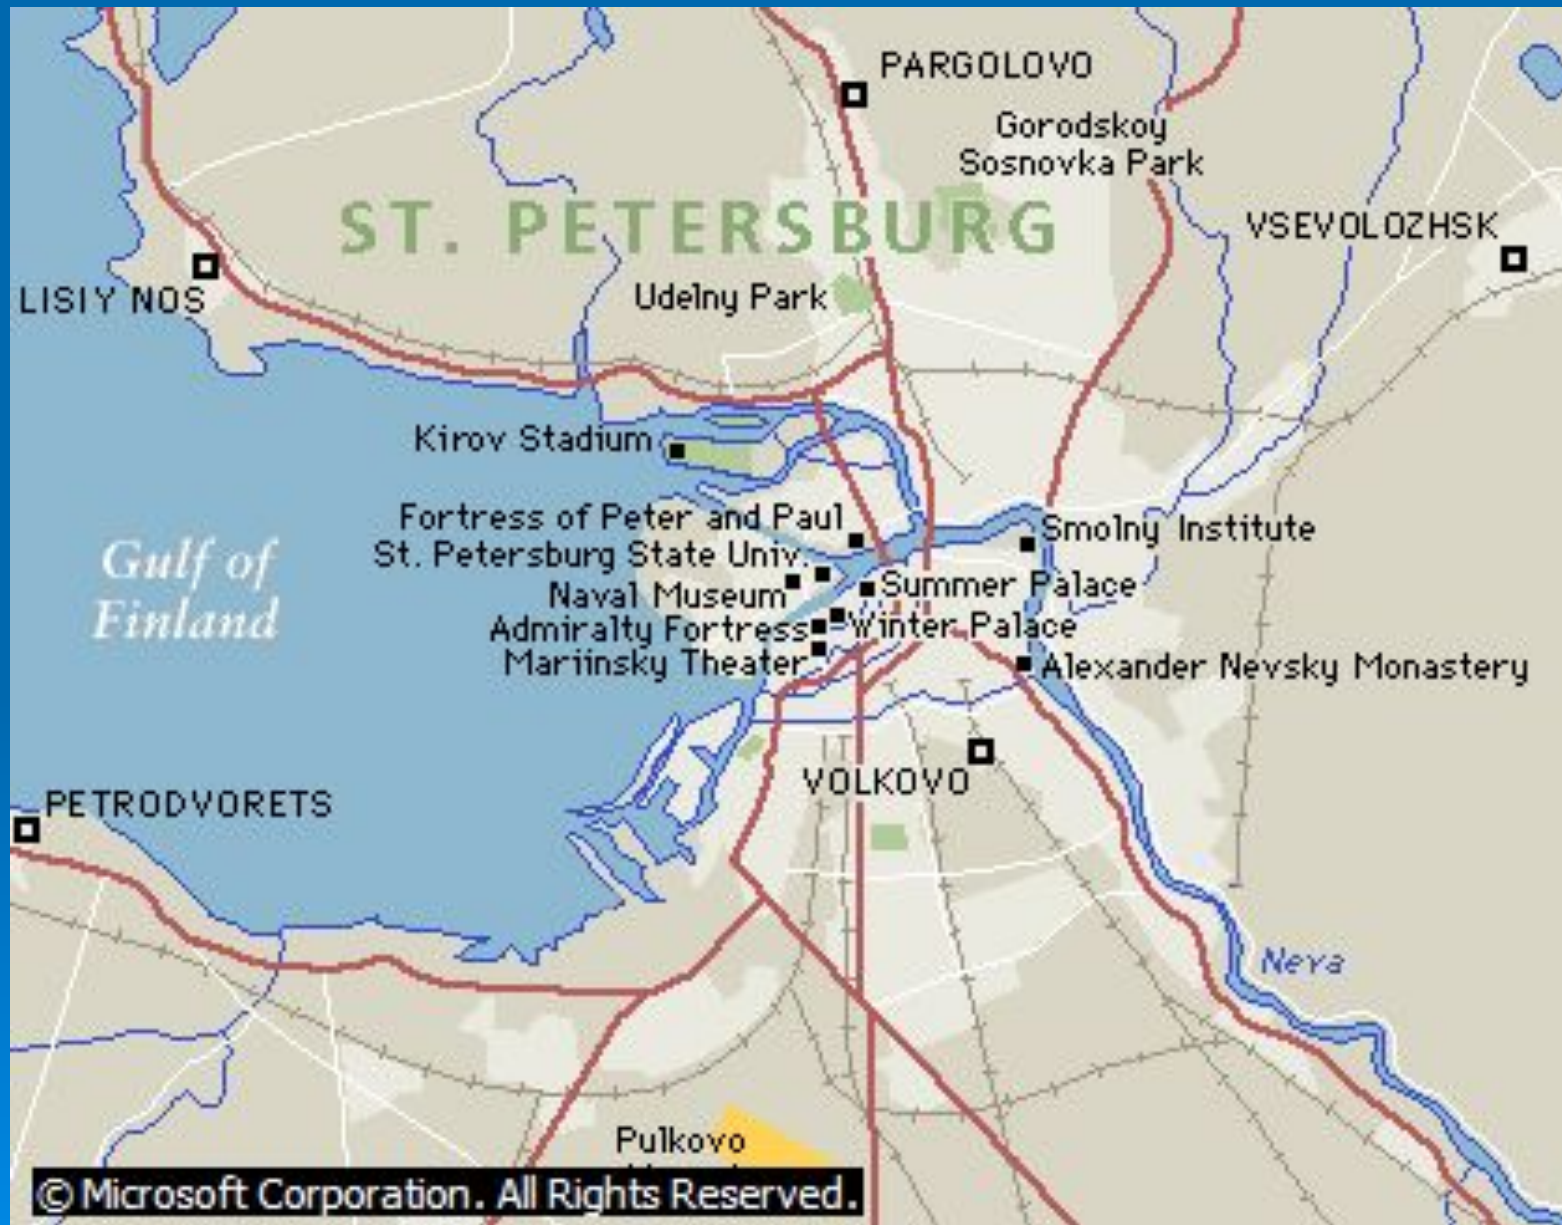 PARGOLOVO
Gorodskoy
Sosnovka Park
ST. PETERSBURG
VSEVOLOZHSK
LISIY NOS
Udelny Park
Kirov Stadium
Fortress of Peter and Paul
Smolny Institute
St. Petersburg State Univ.
Gulf of
Finland
Naval Museum
Summer Palace
Admiralty Fortress
Winter Palace
Mariinsky Theater
Alexander Nevsky Monastery
VOLKOVO
PETRODVORETS
Neva
Pulkovo
© Microsoft Corporation. All Rights Reserved.